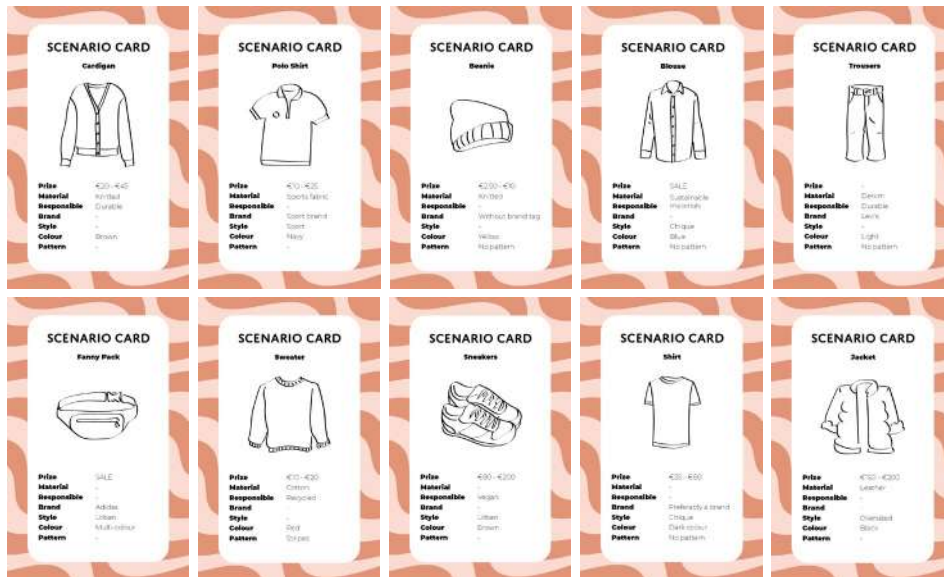 SCENARIO CARD
Cardigan
Prize €20 - €45
Material Knitted
Responsible Durable
Brand -
Style -
Colour Brown
Pattern -
SCENARIO CARD
Polo Shirt
Prize €10 - €25
Material Sports fabric
Responsible -
Brand Sport brand
Style Sport
Colour Navy
Pattern -
SCENARIO CARD
Beanie
Prize €2.50 - €10
Material Knitted
Responsible -
Brand Without brand tag
Style -
Colour Yellow
Pattern No pattern
SCENARIO CARD
Blouse
Prize SALE
Material Sustainable
Responsible materials
Brand -
Style Chique
Colour Blue
Pattern No pattern
SCENARIO CARD
Trousers
Prize -
Material Denim
Responsible Durable
Brand Levi's
Style -
Colour Light
Pattern No pattern
SCENARIO CARD
Fanny Pack
Prize SALE
Material -
Responsible -
Brand Adidas
Style Urban
Colour Multi colour
Pattern -
SCENARIO CARD
Sweater
Prize €10 - €20
Material Cotton
Responsible Recycled
Brand -
Style -
Colour Red
Pattern Stripes
SCENARIO CARD
Sneakers
Prize
Material -
Responsible Vegan
Brand -
Style Urban
Colour Brown
Pattern -
SCENARIO CARD
Shirt
Prize
Material -
Responsible -
Brand Preferably a brand
Style Chique
Colour Dark colour
Pattern No pattern
SCENARIO CARD
Jacket
Prize
Material Leather
Responsible -
Brand -
Style Oversized
Colour Black
Pattern -